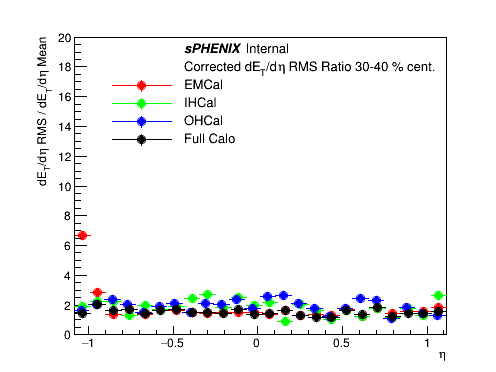 sPHENIX Internal
Corrected dE_T/dη RMS Ratio 30-40 % cent.
EMCal
IHCal
OHCal
Full Calo
dE_T/dη RMS / dE_T/dη Mean
20
18
16
14
12
10
8
6
4
2
0
−1 −0.5 0 0.5 1
η